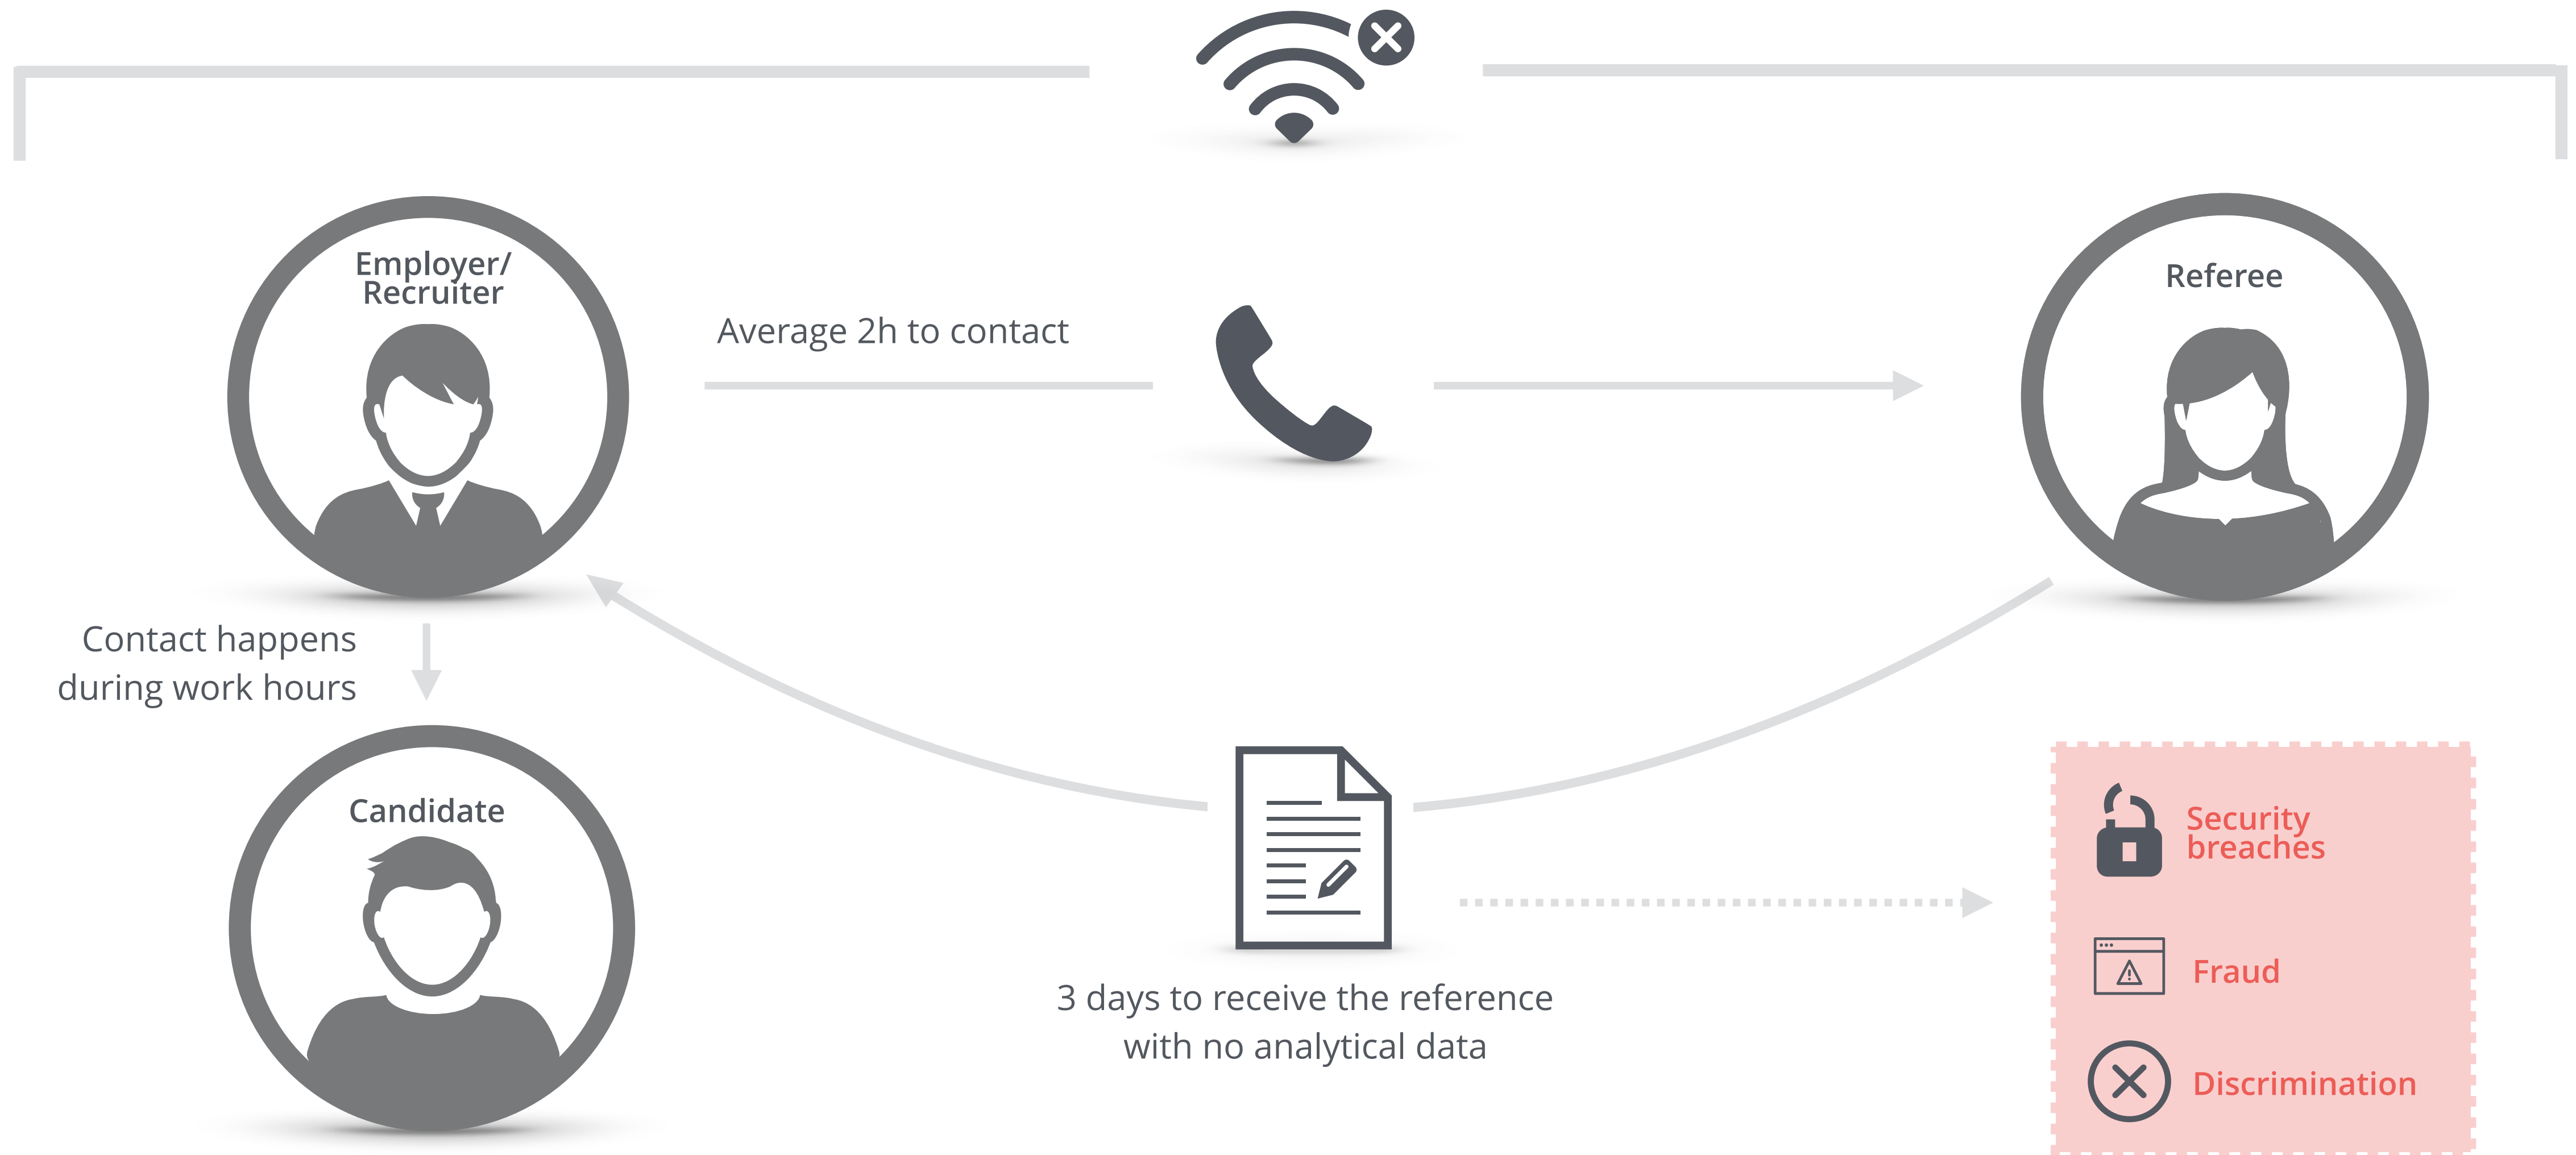 Employer/
Recruiter
Referee
Average 2h to contact
Contact happens
during work hours
Candidate
Security
breaches
Fraud
Discrimination
3 days to receive the reference
with no analytical data